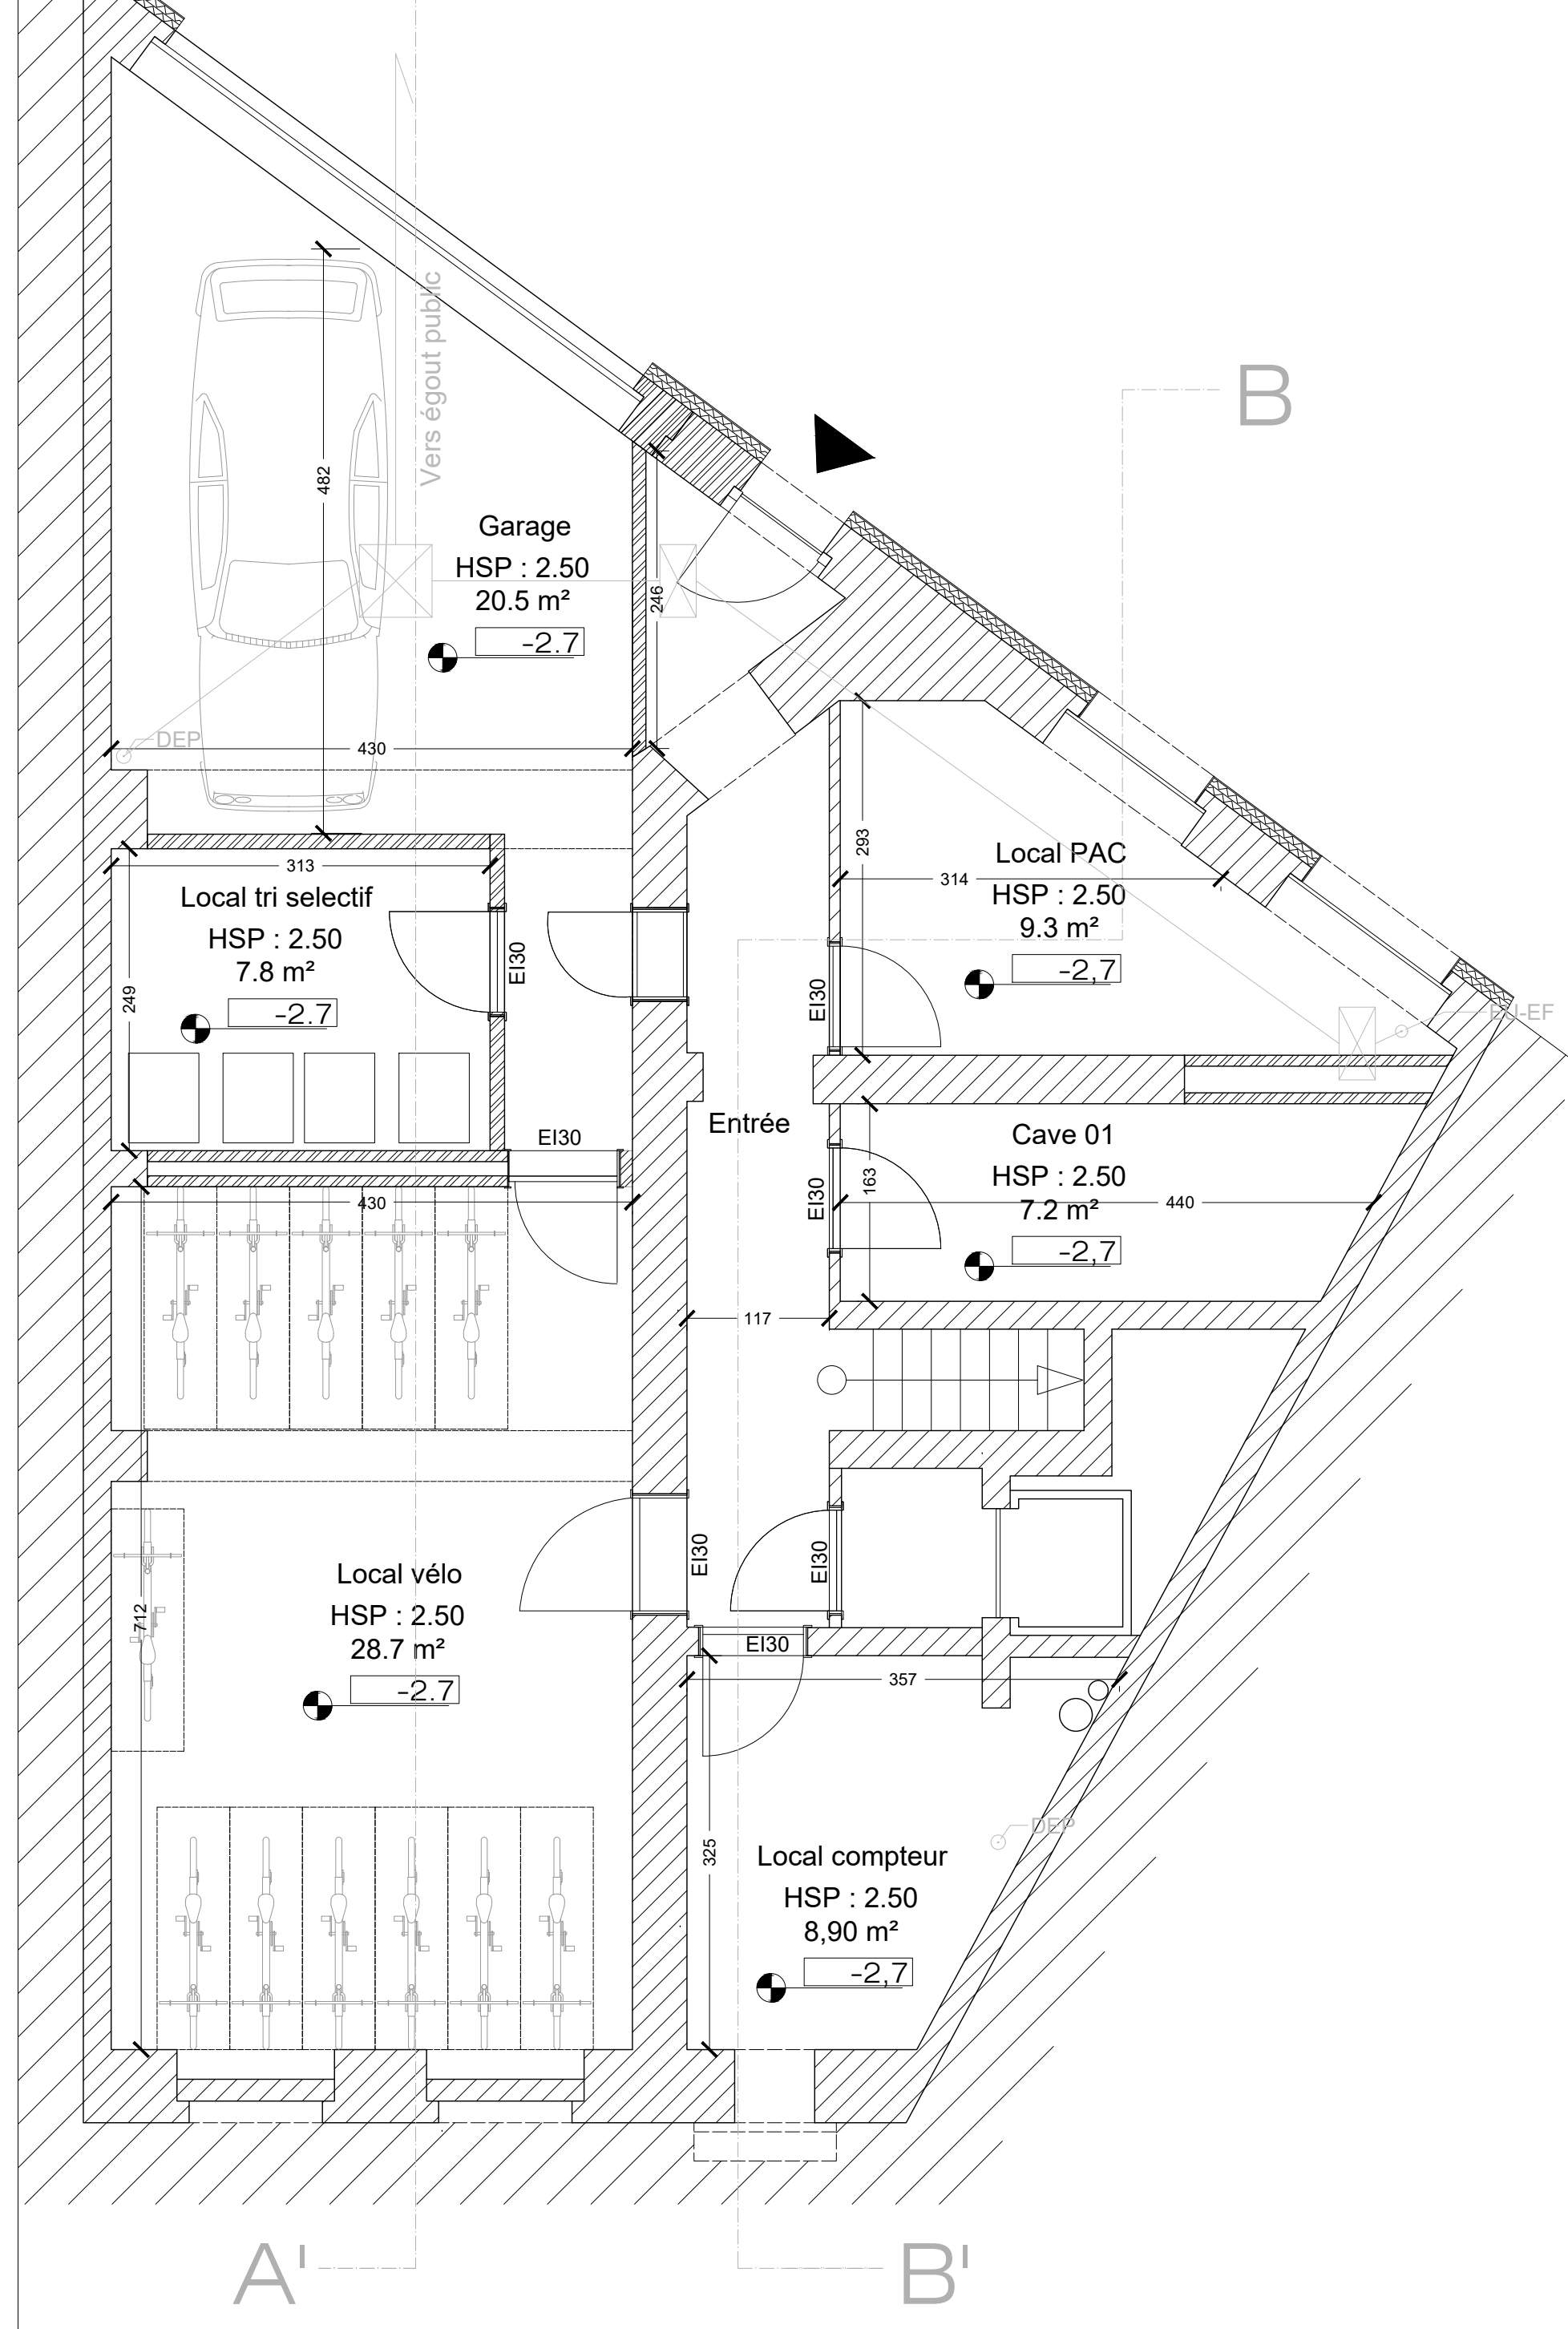 B
Vers égout public
482
Garage
HSP : 2.50
20.5 m²
-2.7
246
DEP
430
313
Local tri selectif
HSP : 2.50
7.8 m²
-2.7
249
EI30
EI30
430
293
Local PAC
314
HSP : 2.50
9.3 m²
-2,7
EI30
EU-EF
Entrée
Cave 01
HSP : 2.50
7.2 m²
-2,7
EI30
163
440
117
Local vélo
HSP : 2.50
28.7 m²
-2.7
712
EI30
EI30
EI30
357
325
DEP
Local compteur
HSP : 2.50
8,90 m²
-2,7
A'
B'